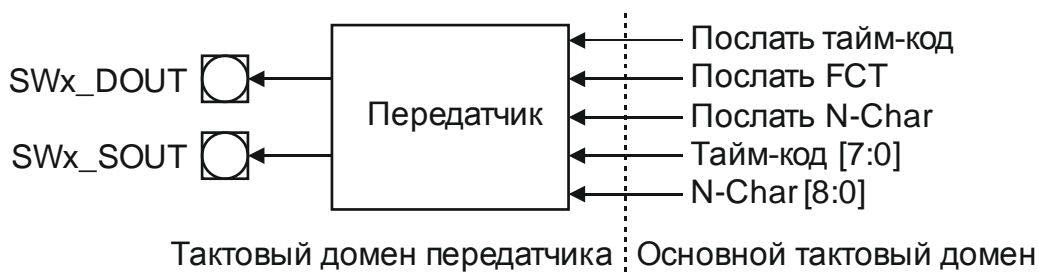 Послать тайм-код
SWx_DOUT
Послать FCT
Передатчик
Послать N-Char
SWx_SOUT
Тайм-код [7:0]
N-Char [8:0]
Тактовый домен передатчика
Основной тактовый домен